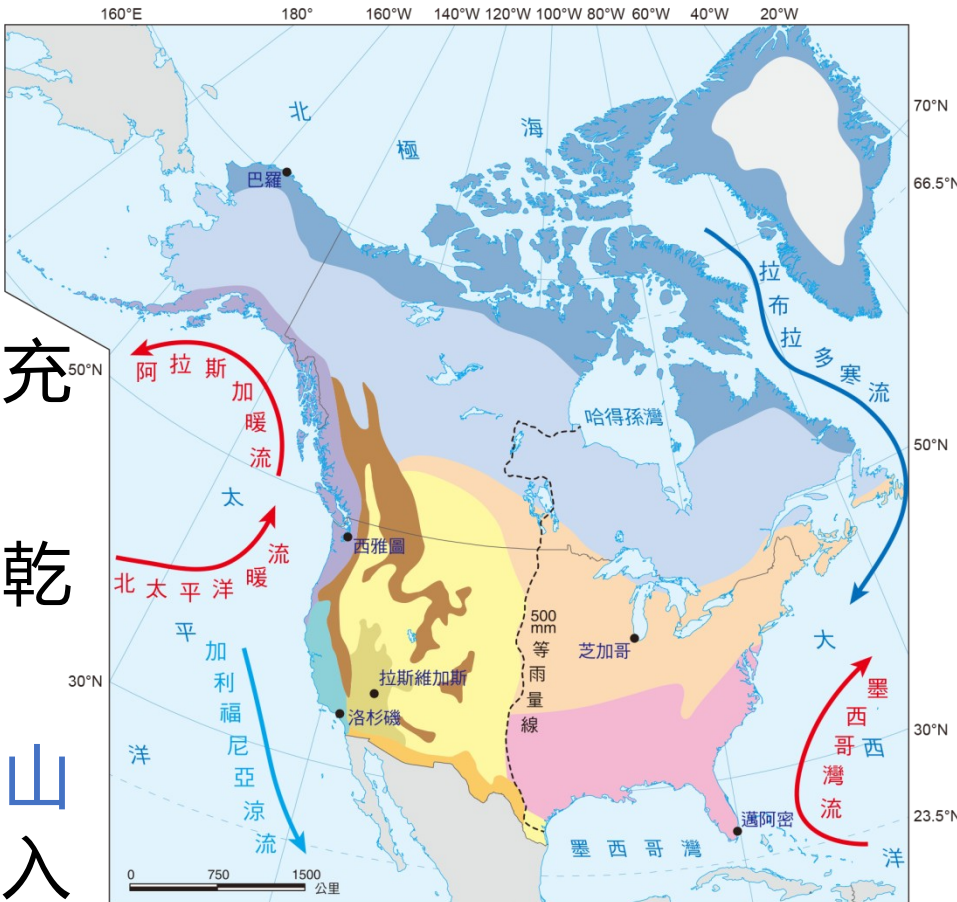 160°E 180° 160°W 140°W 120°W 100°W 80°W 60°W 40°W 20°W
70°N
66.5°N
50°N
30°N
23.5°N
50°N
30°N
北極海
巴羅
拉布拉多寒流
哈得孫灣
阿拉斯加暖流
太平洋
北太平洋暖流
西雅圖
加利福尼亞涼流
拉斯維加斯
洛杉磯
500
mm
等雨量線
芝加哥
大西洋
墨西哥灣流
邁阿密
墨西哥灣
0 750 1500
公里
充
乾
山
入